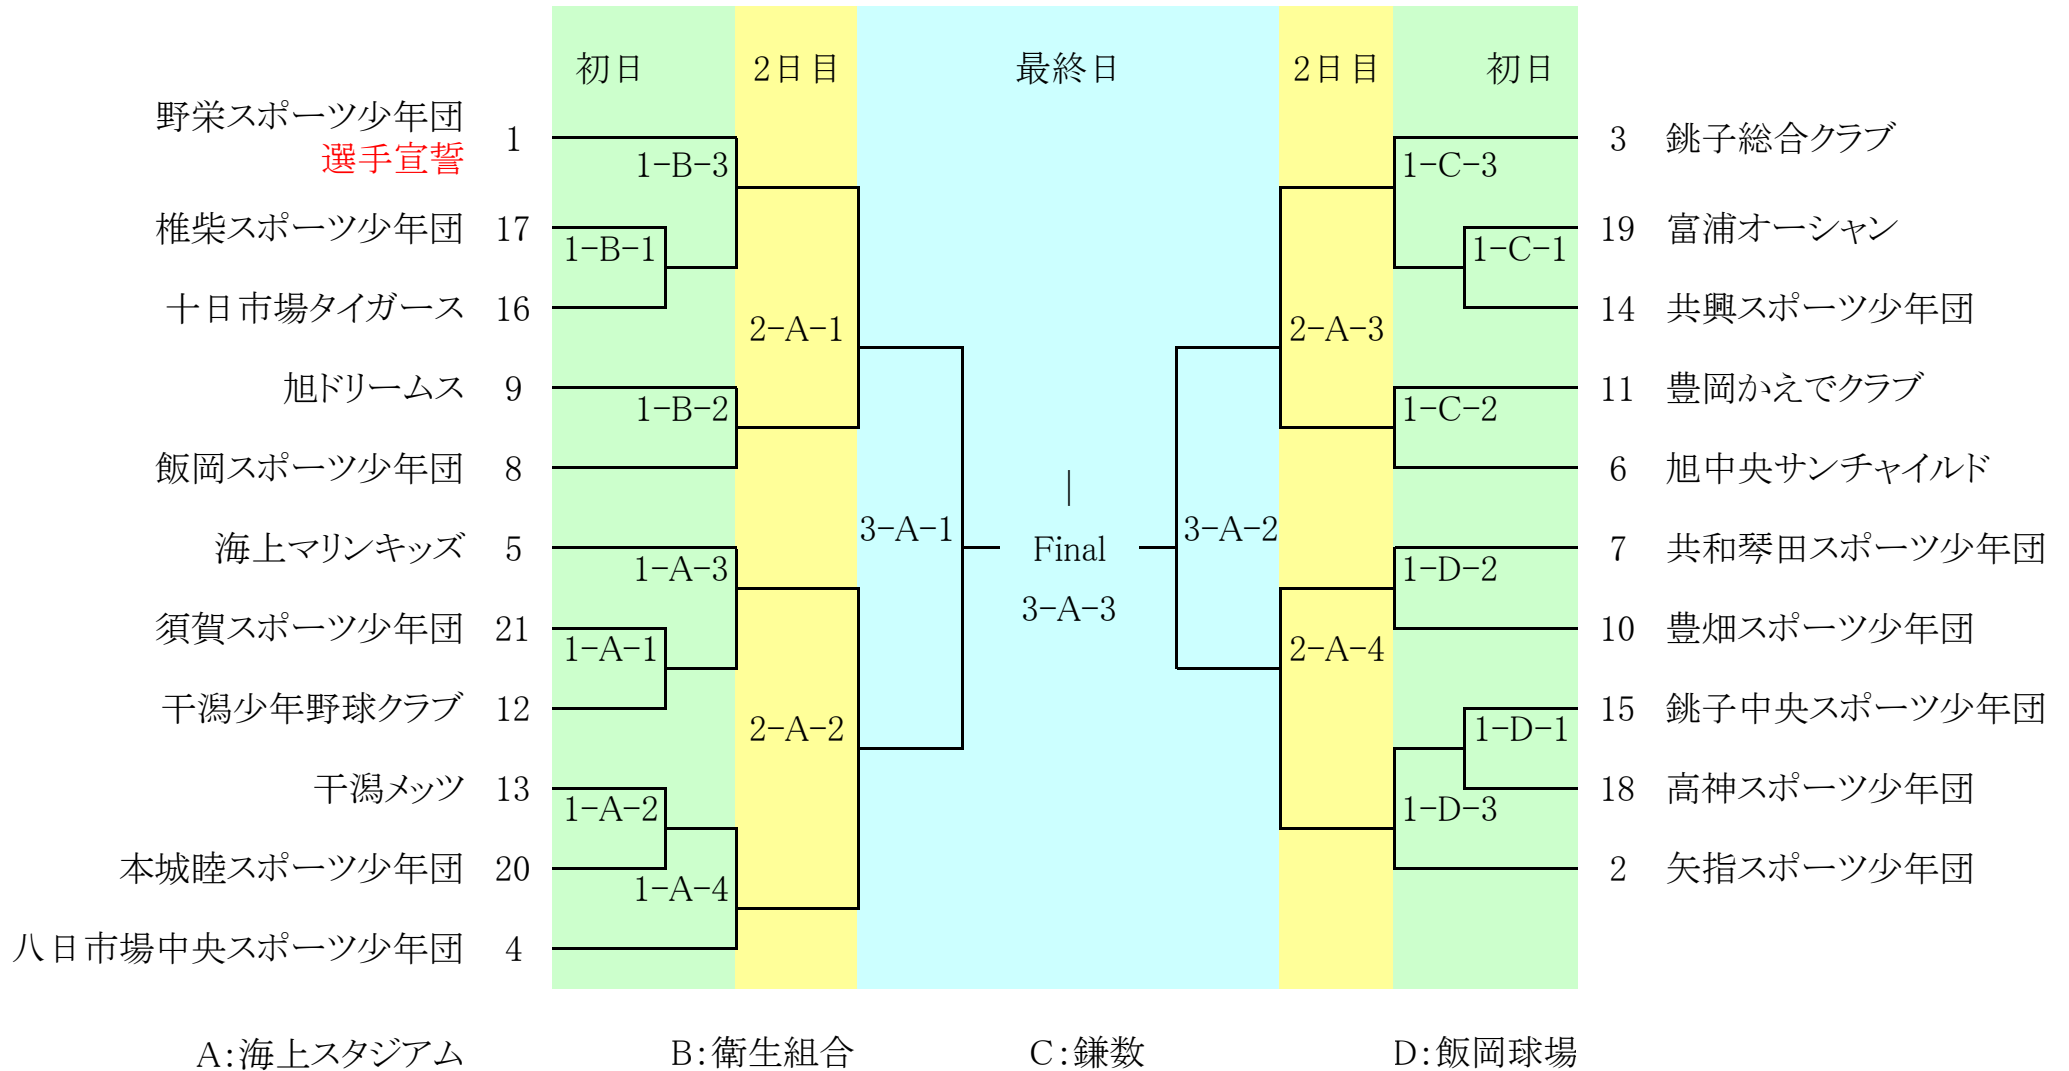 初日 2日目 最終日 2日目 初日
野栄スポーツ少年団
選手宣誓
1
1-B-3
椎柴スポーツ少年団 17
1-B-1
十日市場タイガース 16
2-A-1
旭ドリームス 9
1-B-2
飯岡スポーツ少年団 8
3-A-1
海上マリンキッズ 5
1-A-3
須賀スポーツ少年団 21
1-A-1
干潟少年野球クラブ 12
2-A-2
干潟メッツ 13
1-A-2
本城睦スポーツ少年団 20
1-A-4
八日市場中央スポーツ少年団 4
|
Final
3-A-3
3 銚子総合クラブ
1-C-3
19 富浦オーシャン
1-C-1
14 共興スポーツ少年団
2-A-3
11 豊岡かえでクラブ
1-C-2
6 旭中央サンチャイルド
3-A-2
7 共和琴田スポーツ少年団
1-D-2
10 豊畑スポーツ少年団
2-A-4
15 銚子中央スポーツ少年団
1-D-1
18 高神スポーツ少年団
1-D-3
2 矢指スポーツ少年団
A:海上スタジアム B:衛生組合 C:鎌数 D:飯岡球場